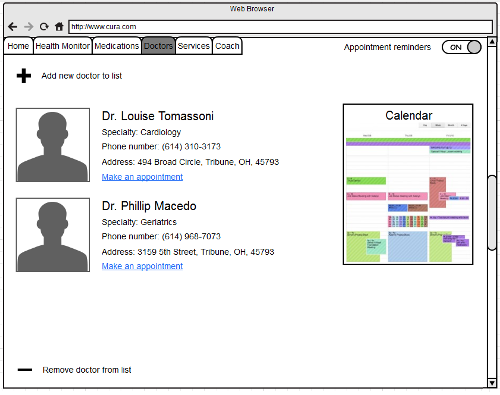 Web Browser
http://www.cura.com
Home Health Monitor Medications Doctors Services Coach
Appointment reminders ON
Add new doctor to list
Dr. Louise Tomassoni
Specialty: Cardiology
Phone number: (614) 310-3173
Address: 494 Broad Circle, Tribune, OH, 45793
Make an appointment
Dr. Phillip Macedo
Specialty: Geriatrics
Phone number: (614) 968-7073
Address: 3159 5th Street, Tribune, OH, 45793
Make an appointment
Calendar
Remove doctor from list